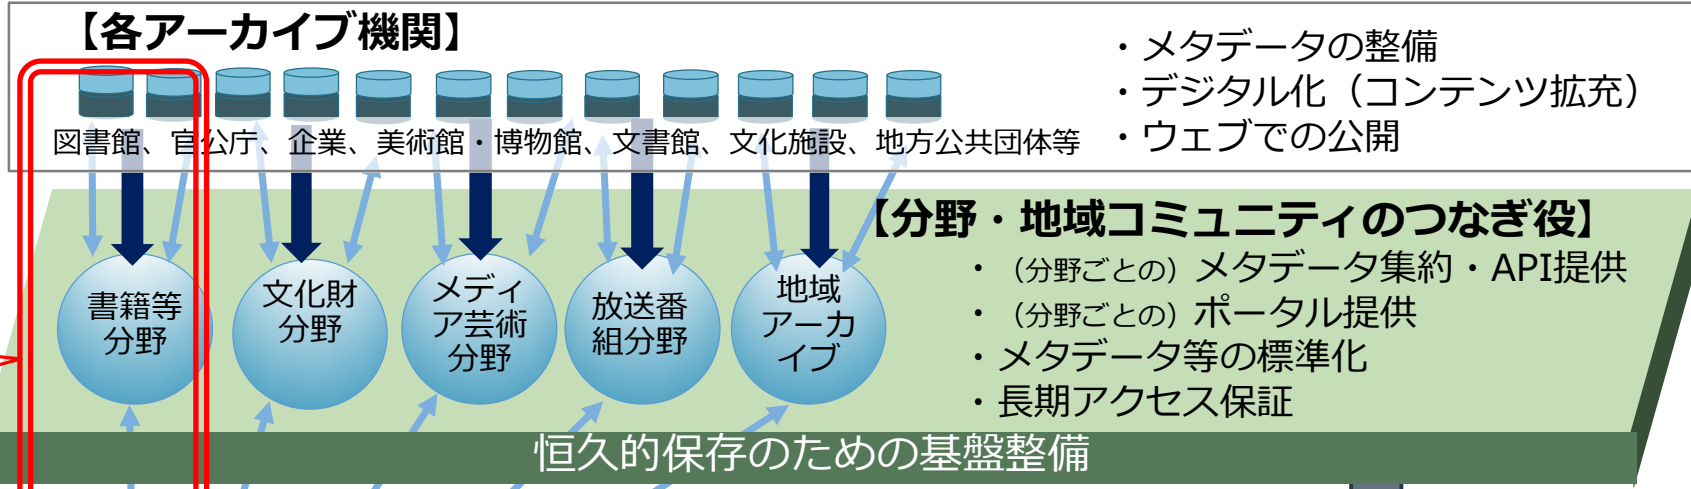 【各アーカイブ機関】
・メタデータの整備
・デジタル化（コンテンツ拡充）
・ウェブでの公開
図書館、官公庁、企業、美術館・博物館、文書館、文化施設、地方公共団体等
【分野・地域コミュニティのつなぎ役】
・（分野ごとの）メタデータ集約・API提供
・（分野ごとの）ポータル提供
・メタデータ等の標準化
・長期アクセス保証
書籍等
分野
文化財
分野
メディ
ア芸術
分野
放送番
組分野
地域
アーカ
イブ
恒久的保存のための基盤整備